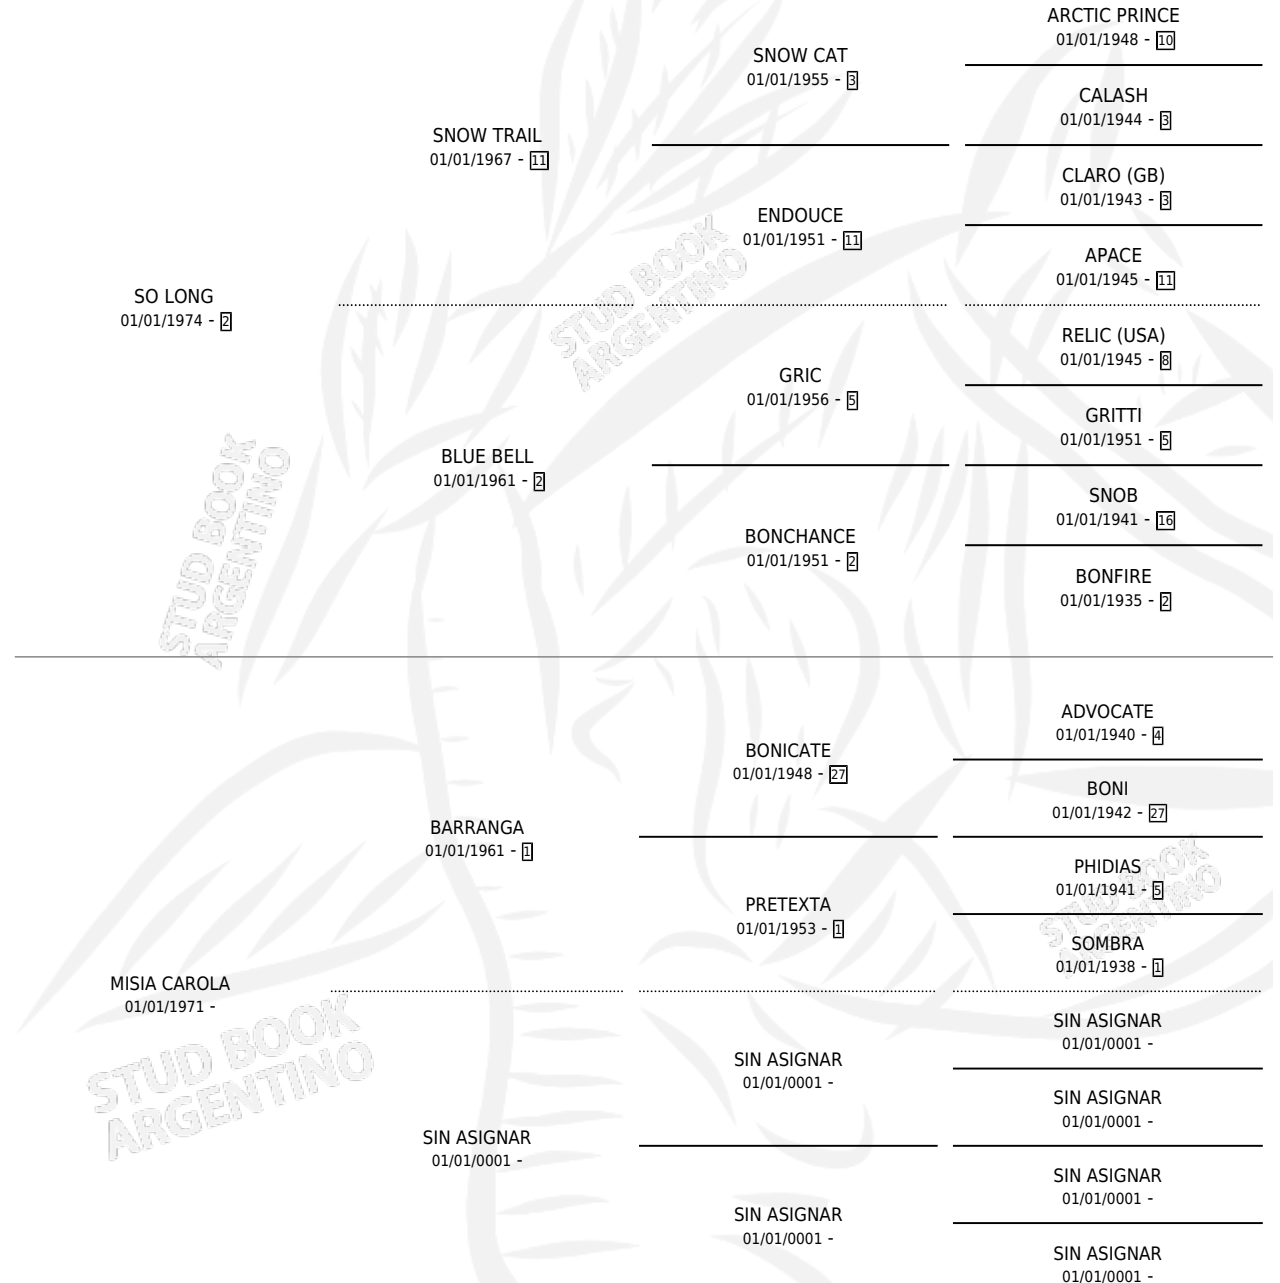 ARCTIC PRINCE
01/01/1948 - 10
SNOW CAT
01/01/1955 - 3
CALASH
01/01/1944 - 3
SNOW TRAIL
01/01/1967 - 11
CLARO (GB)
01/01/1943 - 3
ENDOUCE
01/01/1951 - 11
APACE
01/01/1945 - 11
SO LONG
01/01/1974 - 2
RELIC (USA)
01/01/1945 - 8
GRIC
01/01/1956 - 5
GRITTI
01/01/1951 - 5
BLUE BELL
01/01/1961 - 2
SNOB
01/01/1941 - 16
BONCHANCE
01/01/1951 - 2
BONFIRE
01/01/1935 - 2
STUD BOOK
ARGENTINO
STUD BOOK
ARGENTINO
ADVOCATE
01/01/1940 - 4
BONICATE
01/01/1948 - 27
BONI
01/01/1942 - 27
BARRANGA
01/01/1961 - 1
PHIDIAS
01/01/1941 - 5
PRETEXTA
01/01/1953 - 1
SOMBRA
01/01/1938 - 1
STUD BOOK
ARGENTINO
MISIA CAROLA
01/01/1971 -
STUD BOOK
ARGENTINO
SIN ASIGNAR
01/01/0001 -
SIN ASIGNAR
01/01/0001 -
SIN ASIGNAR
01/01/0001 -
SIN ASIGNAR
01/01/0001 -
SIN ASIGNAR
01/01/0001 -
SIN ASIGNAR
01/01/0001 -
SIN ASIGNAR
01/01/0001 -